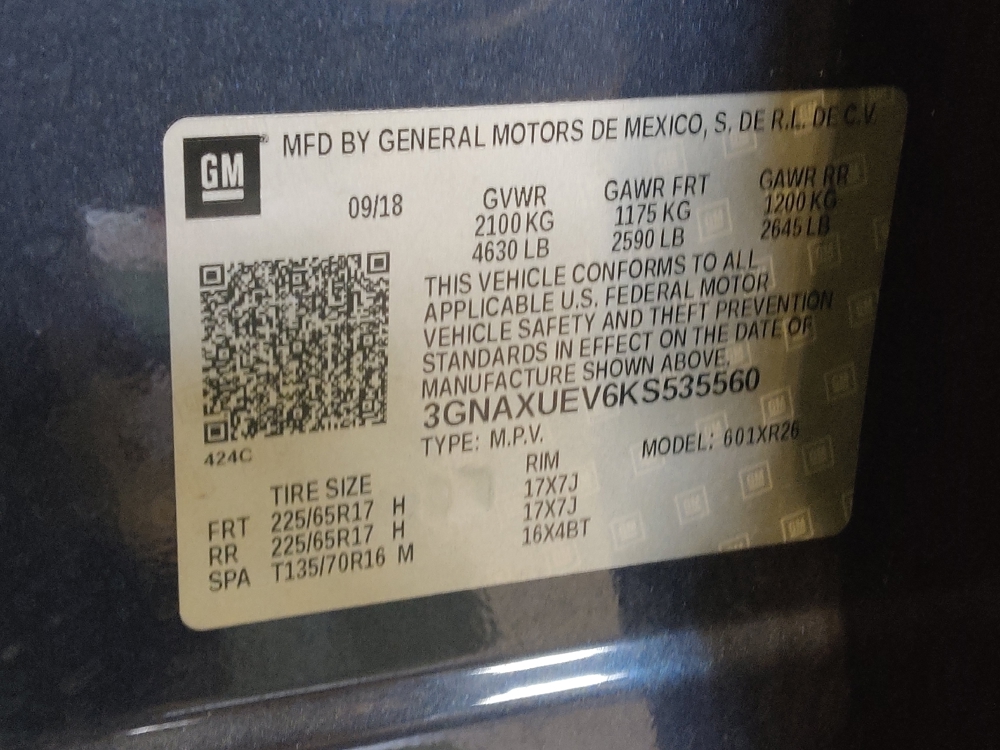 GM
MFD BY GENERAL MOTORS DE MEXICO, S. DE R.L. DE C.V.
09/18
GVWR GAWR FRT GAWR RR
2100 KG 1175 KG 1200 KG
4630 LB 2590 LB 2645 LB
THIS VEHICLE CONFORMS TO ALL
APPLICABLE U.S. FEDERAL MOTOR
VEHICLE SAFETY AND THEFT PREVENTION
STANDARDS IN EFFECT ON THE DATE OF
MANUFACTURE SHOWN ABOVE.
3GNAXUEV6KS535560
424C
TYPE: M.P.V. MODEL: 601XR26
TIRE SIZE RIM
FRT 225/65R17 H 17X7J
RR 225/65R17 H 17X7J
SPA T135/70R16 M 16X4BT